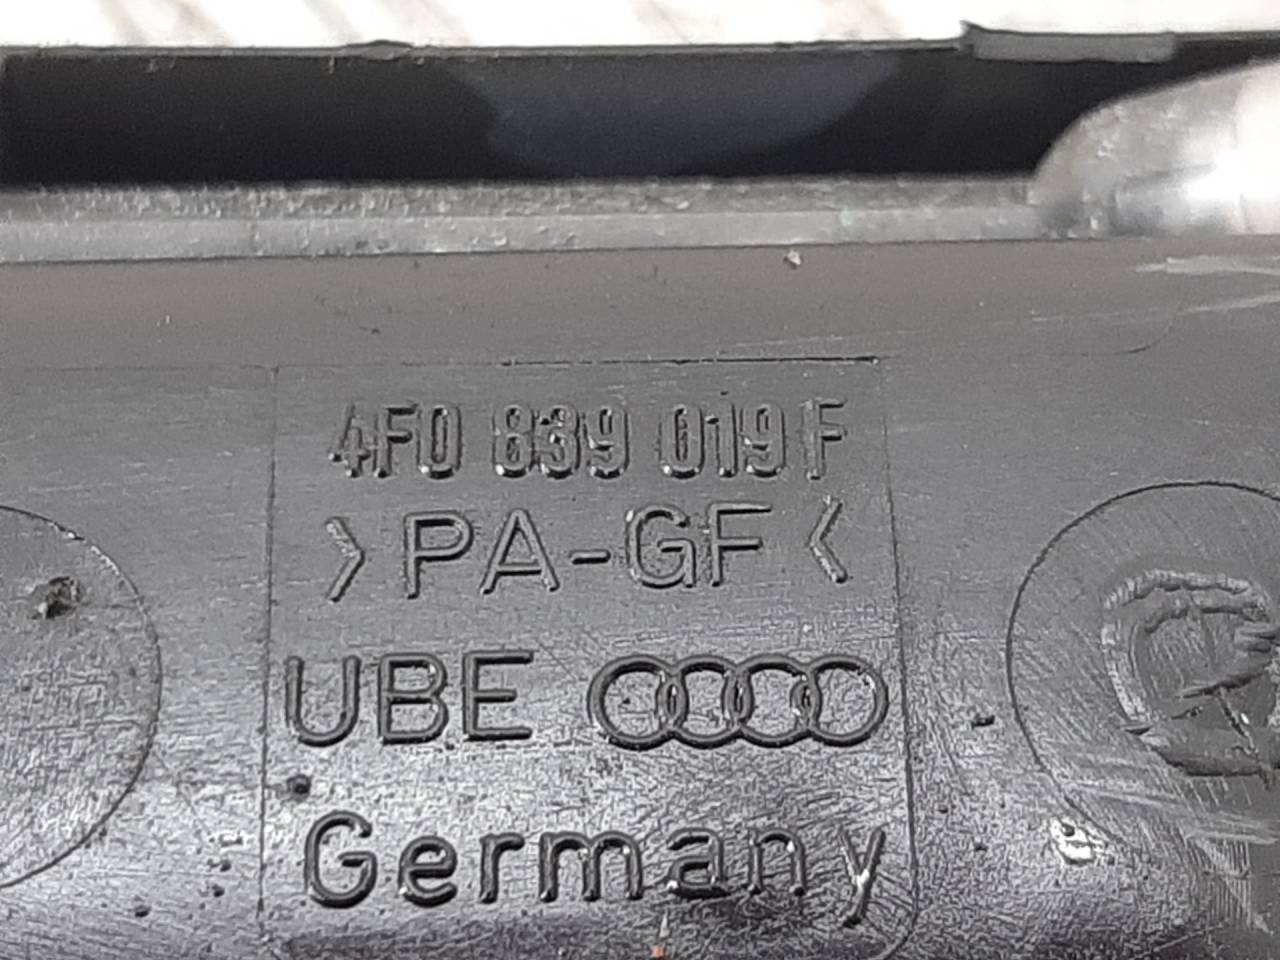 4F0 839 019 F
>PA-GF<
UBE
Germany